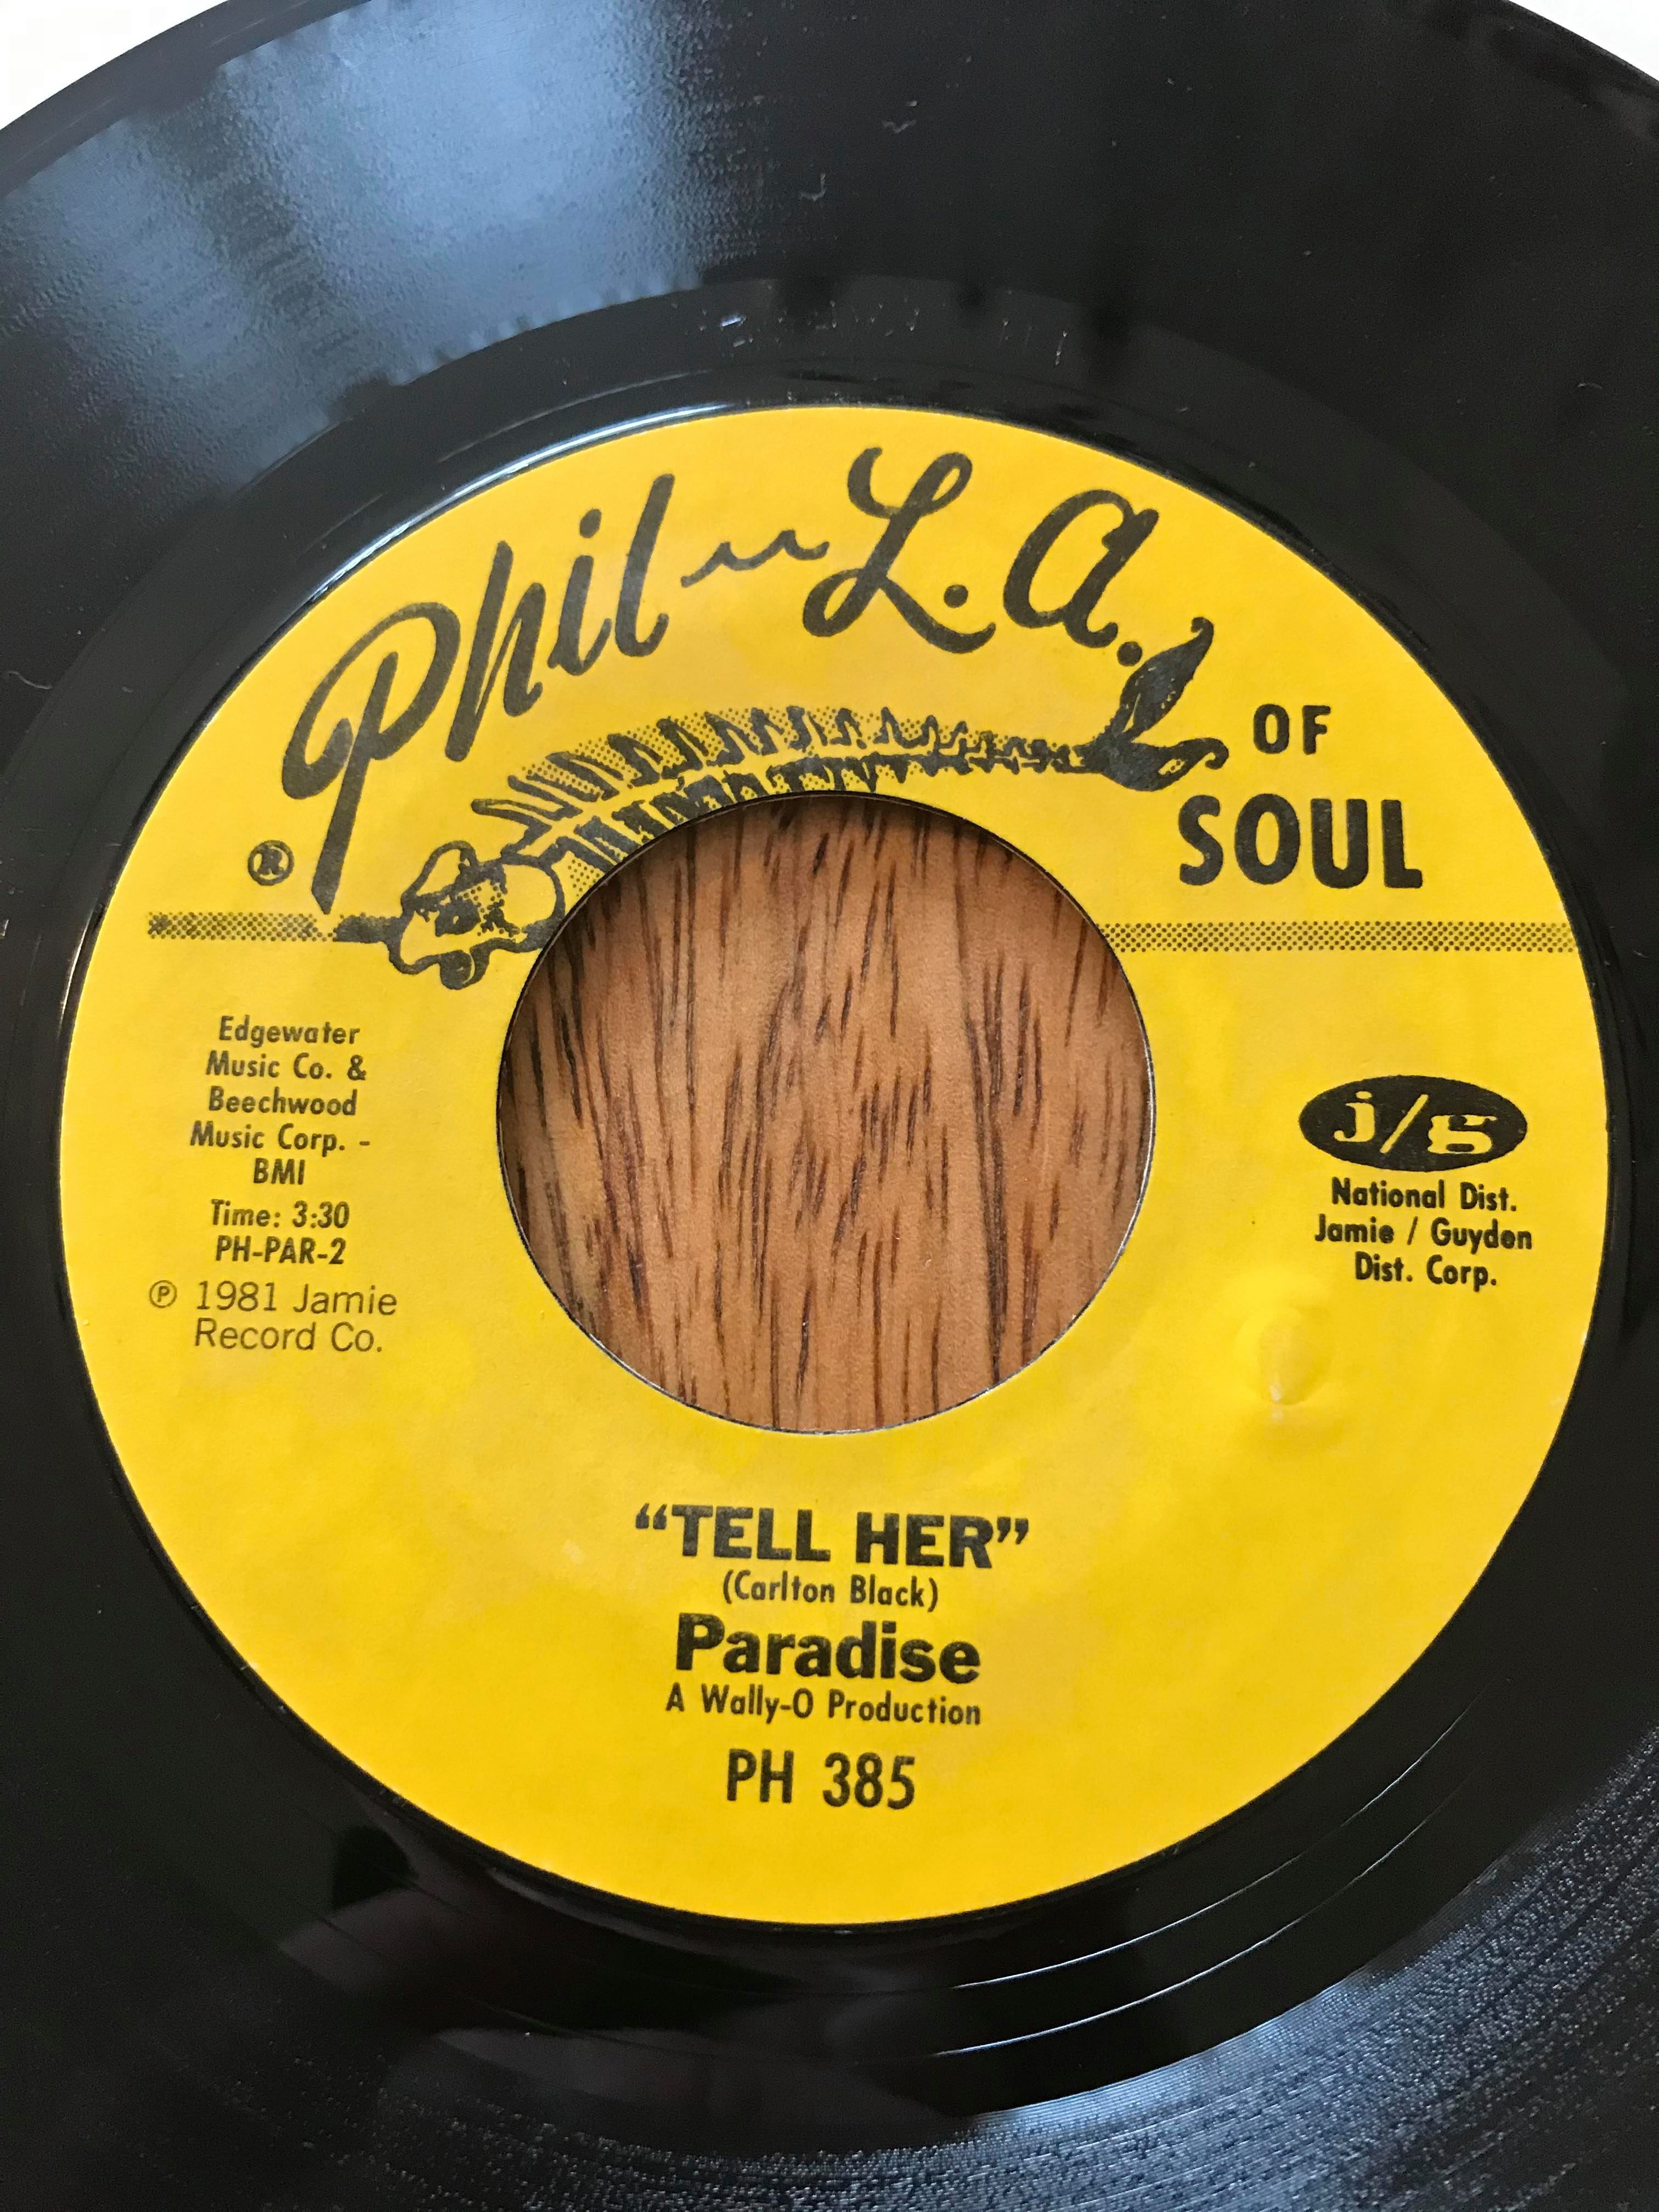 Phil-L.A.
OF
SOUL
®
Edgewater
Music Co. &
Beechwood
Music Corp. -
BMI
Time: 3:30
PH-PAR-2
℗ 1981 Jamie
Record Co.
j/g
National Dist.
Jamie / Guyden
Dist. Corp.
“TELL HER”
(Carlton Black)
Paradise
A Wally-O Production
PH 385